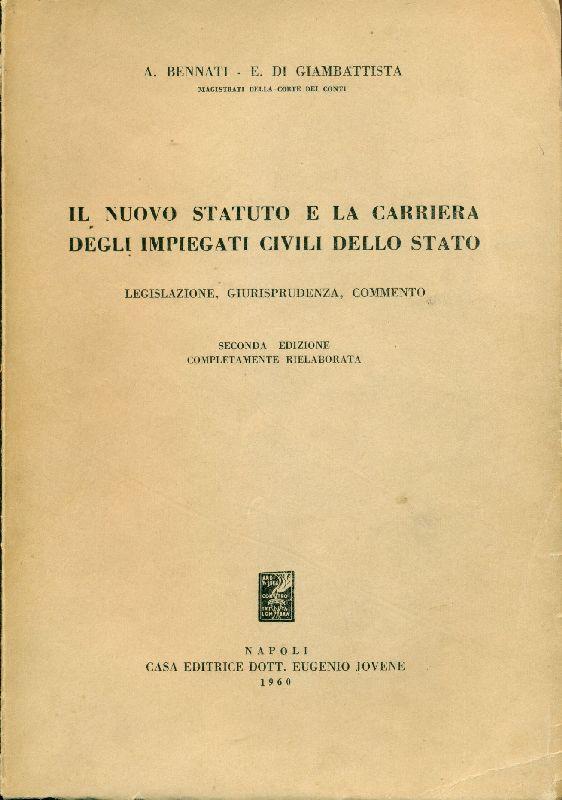 A. BENNATI - E. DI GIAMBATTISTA
MAGISTRATI DELLA CORTE DEI CONTI
IL NUOVO STATUTO E LA CARRIERA
DEGLI IMPIEGATI CIVILI DELLO STATO
LEGISLAZIONE, GIURISPRUDENZA, COMMENTO
SECONDA EDIZIONE
COMPLETAMENTE RIELABORATA
NAPOLI
CASA EDITRICE DOTT. EUGENIO JOVENE
1960